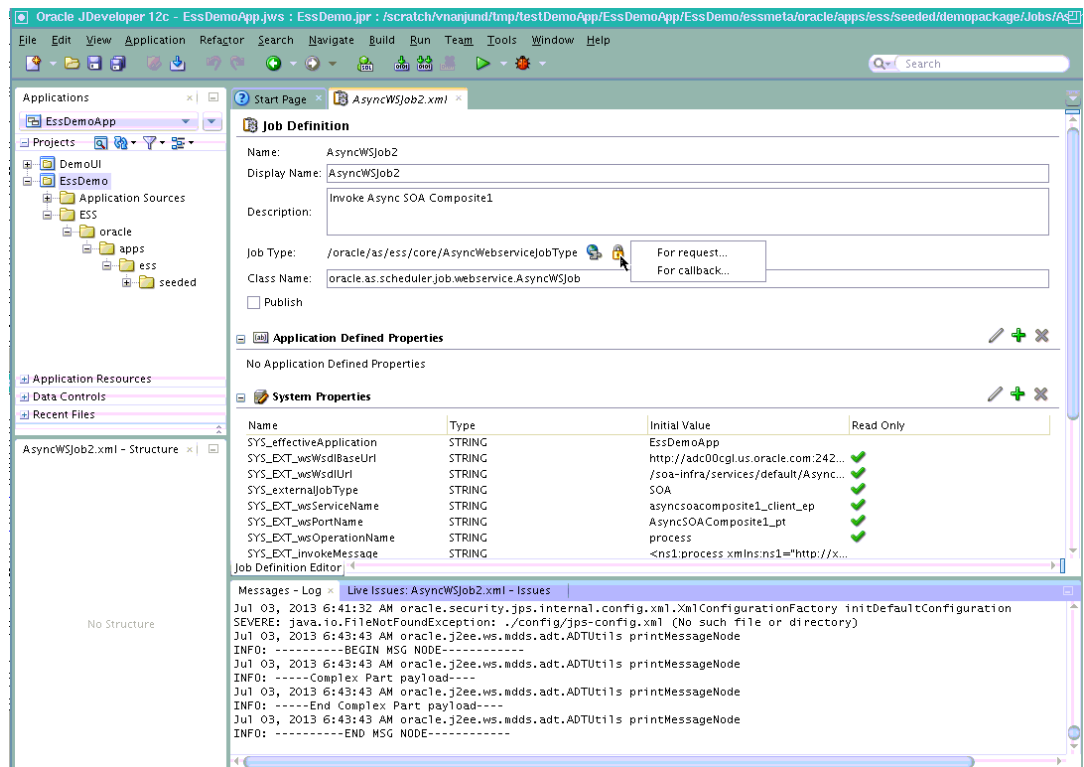 Oracle JDeveloper 12c - EssDemoApp.jws : EssDemo.jpr : /scratch/vnanjund/tmp/testDemoApp/EssDemoApp/EssDemo/essmeta/oracle/apps/ess/seeded/demopackage/Jobs/As
File Edit View Application Refactor Search Navigate Build Run Team Tools Window Help
Search
Applications
EssDemoApp
Projects
DemoUI
EssDemo
Application Sources
ESS
oracle
apps
ess
seeded
Application Resources
Data Controls
Recent Files
AsyncWSJob2.xml - Structure
No Structure
Start Page
AsyncWSJob2.xml
Job Definition
Name: AsyncWSJob2
Display Name: AsyncWSJob2
Description: Invoke Async SOA Composite1
Job Type: /oracle/as/ess/core/AsyncWebserviceJobType
For request...
For callback...
Class Name: oracle.as.scheduler.job.webservice.AsyncWSJob
Publish
Application Defined Properties
No Application Defined Properties
System Properties
Name Type Initial Value Read Only
SYS_effectiveApplication STRING EssDemoApp
SYS_EXT_wsWsdlBaseUrl STRING http://adc00cgl.us.oracle.com:242...
SYS_EXT_wsWsdlUrl STRING /soa-infra/services/default/Async...
SYS_externalJobType STRING SOA
SYS_EXT_wsServiceName STRING asyncsoacomposite1_client_ep
SYS_EXT_wsPortName STRING AsyncSOAComposite1_pt
SYS_EXT_wsOperationName STRING process
SYS_EXT_invokeMessage STRING <ns1:process xmlns:ns1="http://x...
Job Definition Editor
Messages - Log
Live Issues: AsyncWSJob2.xml - Issues
Jul 03, 2013 6:41:32 AM oracle.security.jps.internal.config.xml.XmlConfigurationFactory initDefaultConfiguration
SEVERE: java.io.FileNotFoundException: ./config/jps-config.xml (No such file or directory)
Jul 03, 2013 6:43:43 AM oracle.j2ee.ws.mdds.adt.ADTUtils printMessageNode
INFO: ----------BEGIN MSG NODE------------
Jul 03, 2013 6:43:43 AM oracle.j2ee.ws.mdds.adt.ADTUtils printMessageNode
INFO: -----Complex Part payload----
Jul 03, 2013 6:43:43 AM oracle.j2ee.ws.mdds.adt.ADTUtils printMessageNode
INFO: -----End Complex Part payload----
Jul 03, 2013 6:43:43 AM oracle.j2ee.ws.mdds.adt.ADTUtils printMessageNode
INFO: ----------END MSG NODE------------